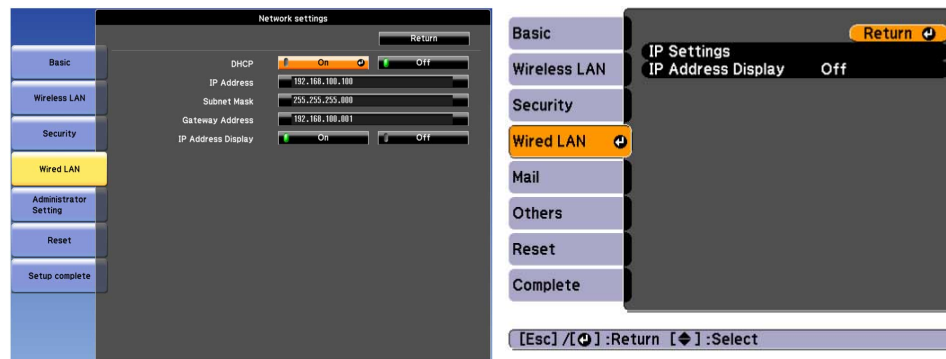 Network settings
Return
Basic
Wireless LAN
Security
Wired LAN
Administrator
Setting
Reset
Setup complete
DHCP On Off
IP Address 192.168.100.100
Subnet Mask 255.255.255.000
Gateway Address 192.168.100.001
IP Address Display On Off
Basic
Wireless LAN
Security
Wired LAN
Mail
Others
Reset
Complete
Return
IP Settings
IP Address Display Off
[Esc] /[ ] :Return [ ] :Select